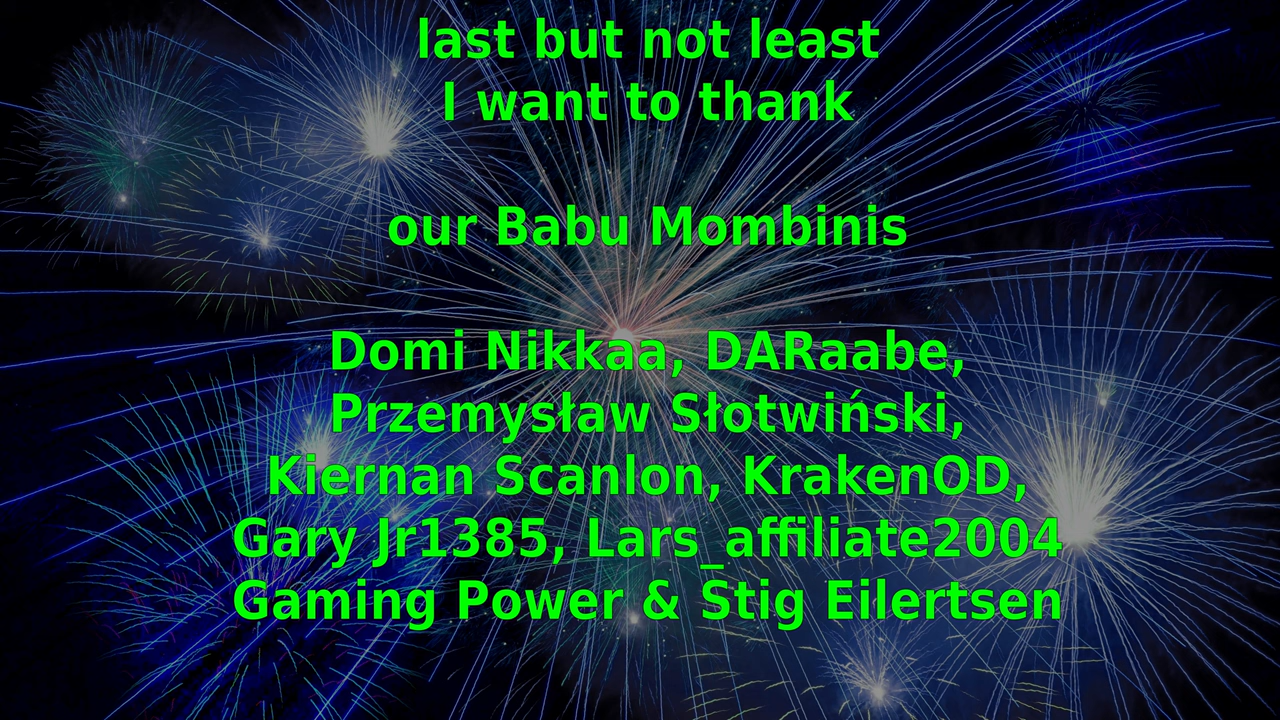 last but not least
I want to thank
our Babu Mombinis
Domi Nikkaa, DARaabe,
Przemysław Słotwiński,
Kiernan Scanlon, KrakenOD,
Gary Jr1385, Lars_affiliate2004
Gaming Power & Stig Eilertsen